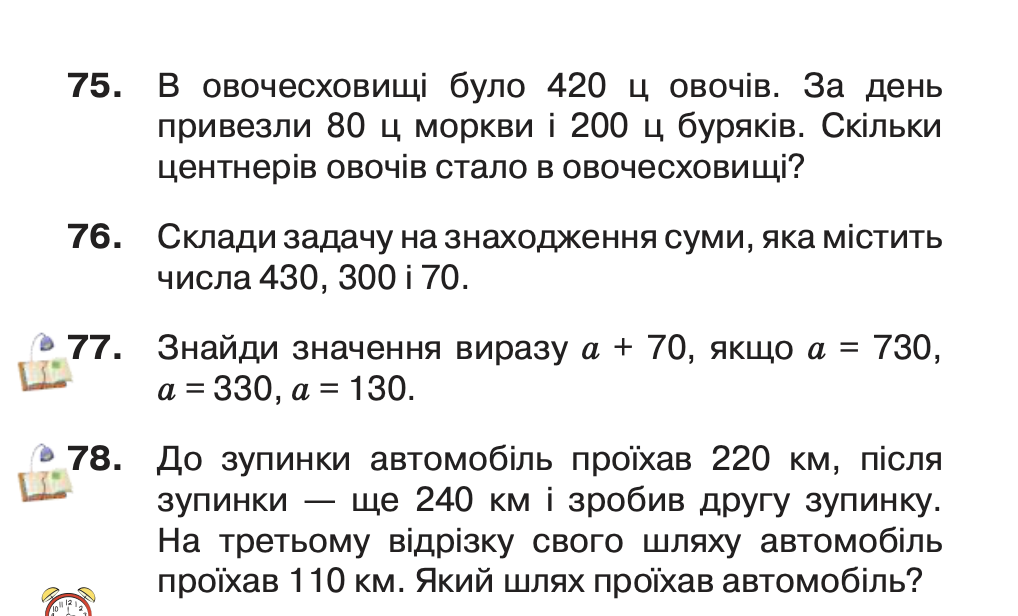 75. В овочесховищі було 420 ц овочів. За день
привезли 80 ц моркви і 200 ц буряків. Скільки
центнерів овочів стало в овочесховищі?
76. Склади задачу на знаходження суми, яка містить
числа 430, 300 і 70.
77. Знайди значення виразу a + 70, якщо a = 730,
a = 330, a = 130.
78. До зупинки автомобіль проїхав 220 км, після
зупинки — ще 240 км і зробив другу зупинку.
На третьому відрізку свого шляху автомобіль
проїхав 110 км. Який шлях проїхав автомобіль?